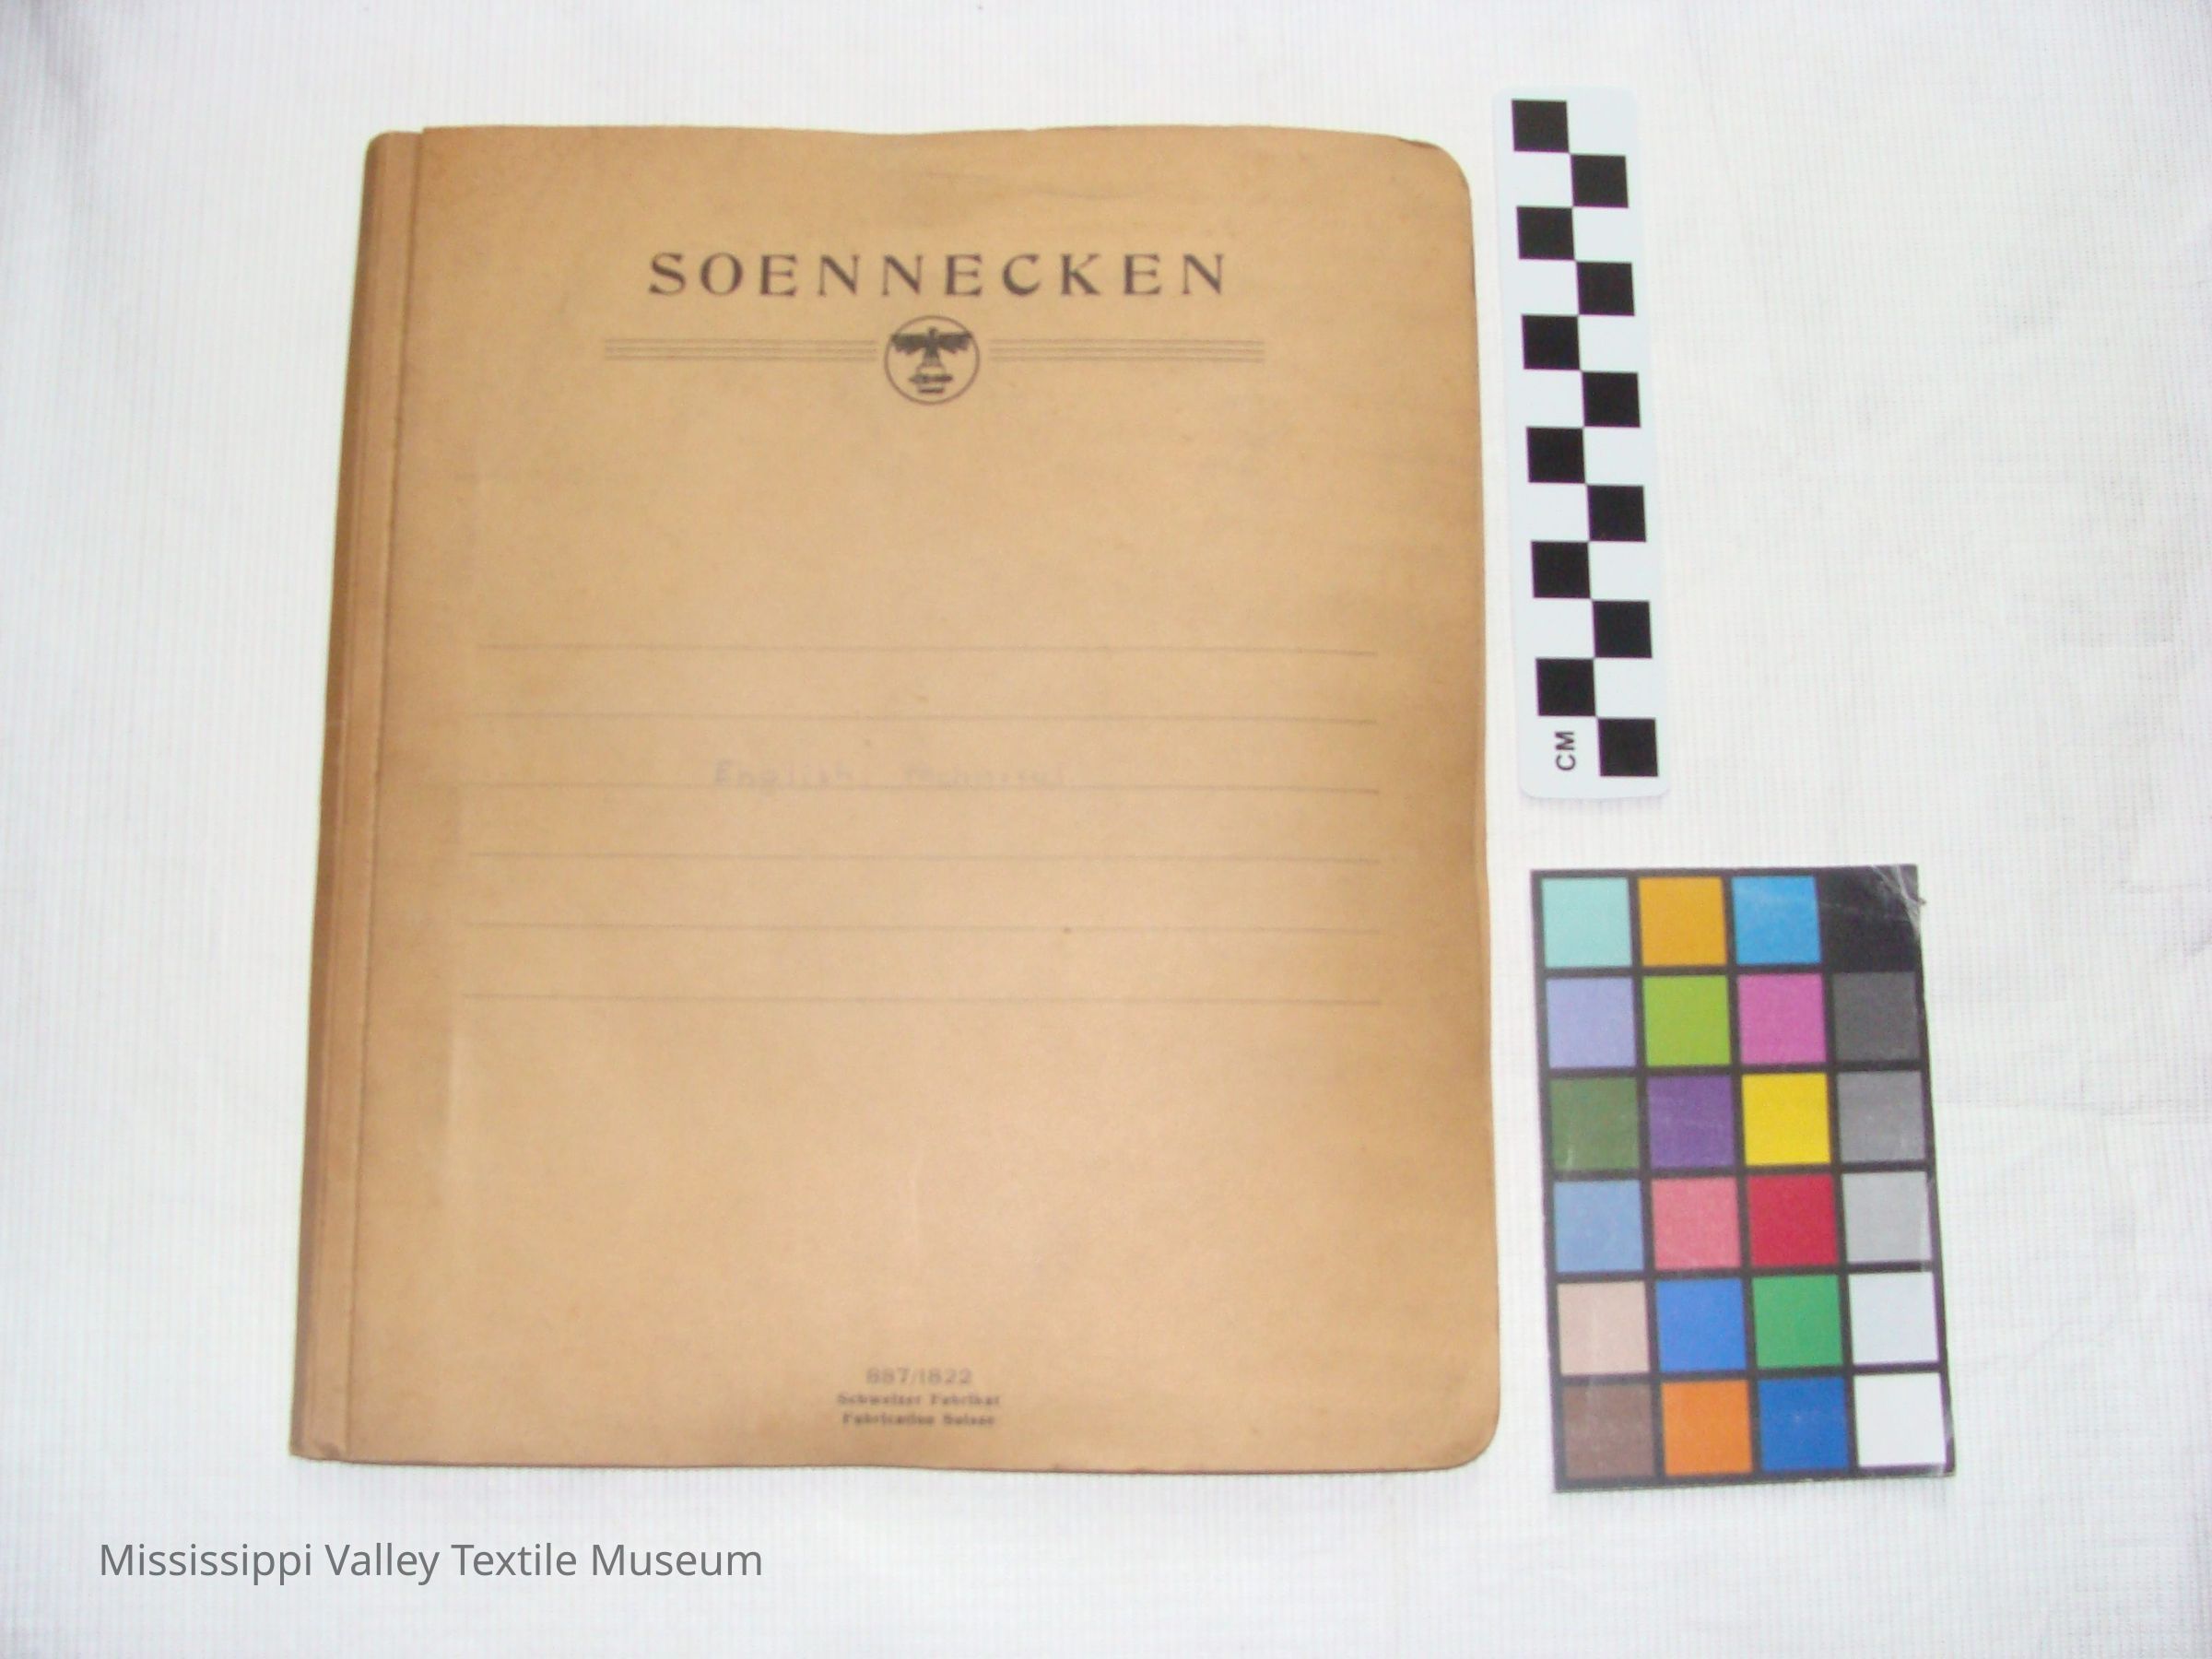 SOENNECKEN
English
887/1822
Schweizer Fabrikat
Fabrication Suisse
CM
Mississippi Valley Textile Museum